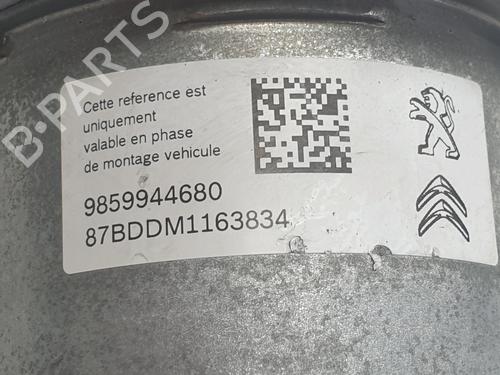 B-PARTS
Cette reference est
uniquement
valable en phase
de montage vehicule
9859944680
87BDDM1163834